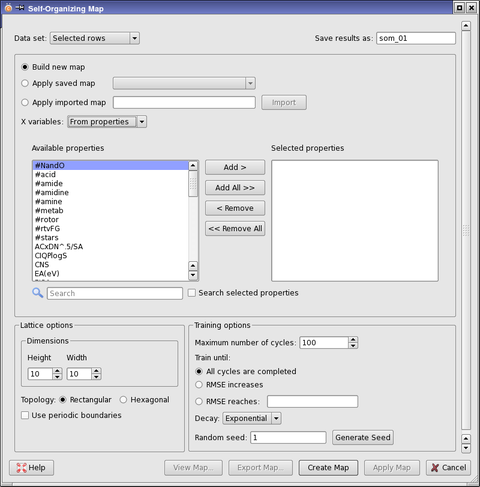 Self-Organizing Map
Data set: Selected rows Save results as: som_01
Build new map
Apply saved map
Apply imported map Import
X variables: From properties
Available properties Selected properties
#NandO
#acid
#amide
#amidine
#amine
#metab
#rotor
#rtvFG
#stars
ACxDN^.5/SA
CIQPlogS
CNS
EA(eV)
Add >
Add All >>
< Remove
<< Remove All
Search Search selected properties
Lattice options
Dimensions
Height Width
10 10
Topology: Rectangular Hexagonal
Use periodic boundaries
Training options
Maximum number of cycles: 100
Train until:
All cycles are completed
RMSE increases
RMSE reaches:
Decay: Exponential
Random seed: 1 Generate Seed
Help View Map... Export Map... Create Map Apply Map Cancel